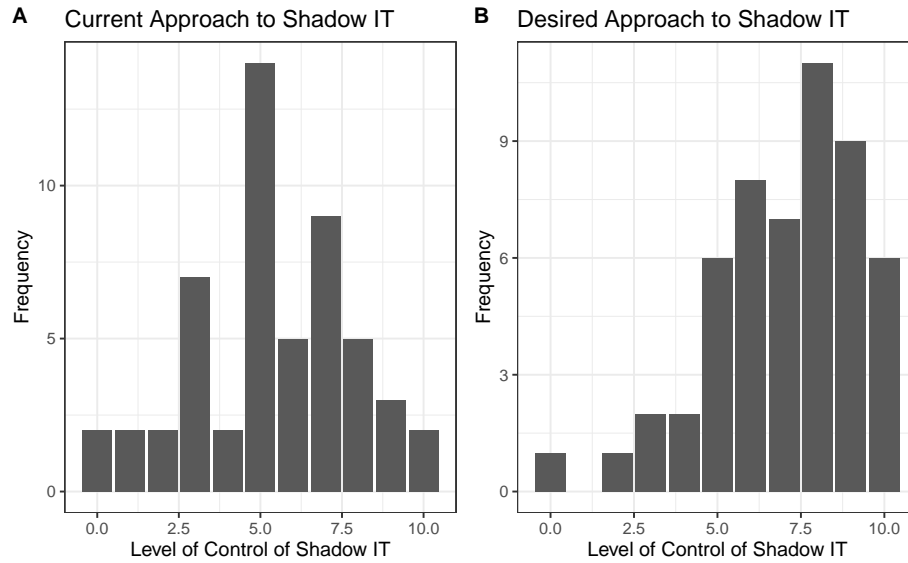 A
Current Approach to Shadow IT
Frequency
10
5
0
0.0 2.5 5.0 7.5 10.0
Level of Control of Shadow IT
B
Desired Approach to Shadow IT
Frequency
9
6
3
0
0.0 2.5 5.0 7.5 10.0
Level of Control of Shadow IT